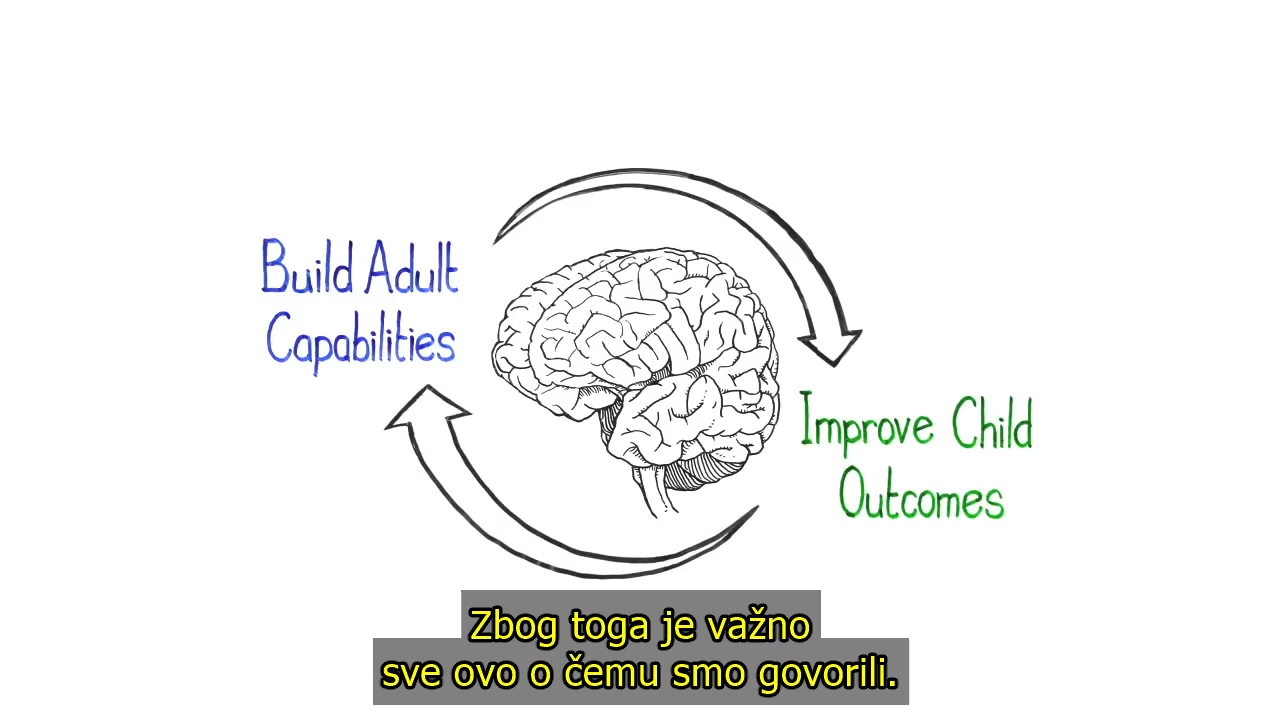 Build Adult
Capabilities
Improve Child
Outcomes
Zbog toga je važno
sve ovo o čemu smo govorili.